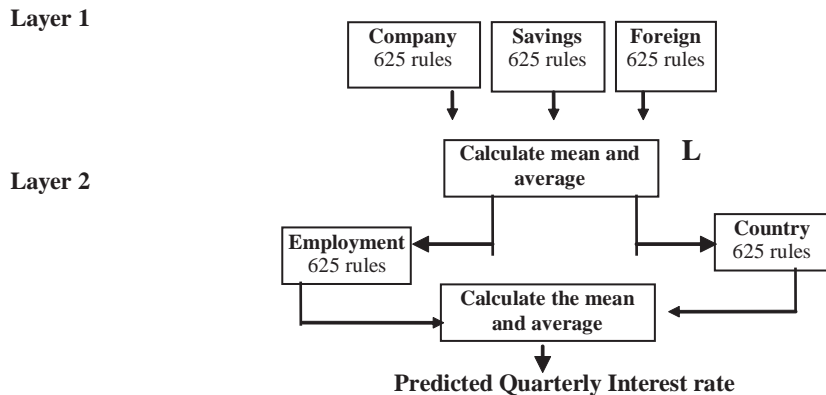 Layer 1
Company
625 rules
Savings
625 rules
Foreign
625 rules
Calculate mean and
average
L
Layer 2
Employment
625 rules
Country
625 rules
Calculate the mean
and average
Predicted Quarterly Interest rate